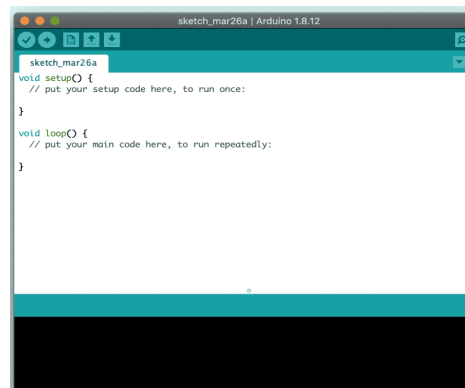 sketch_mar26a | Arduino 1.8.12
sketch_mar26a
void setup() {
  // put your setup code here, to run once:

}

void loop() {
  // put your main code here, to run repeatedly:

}